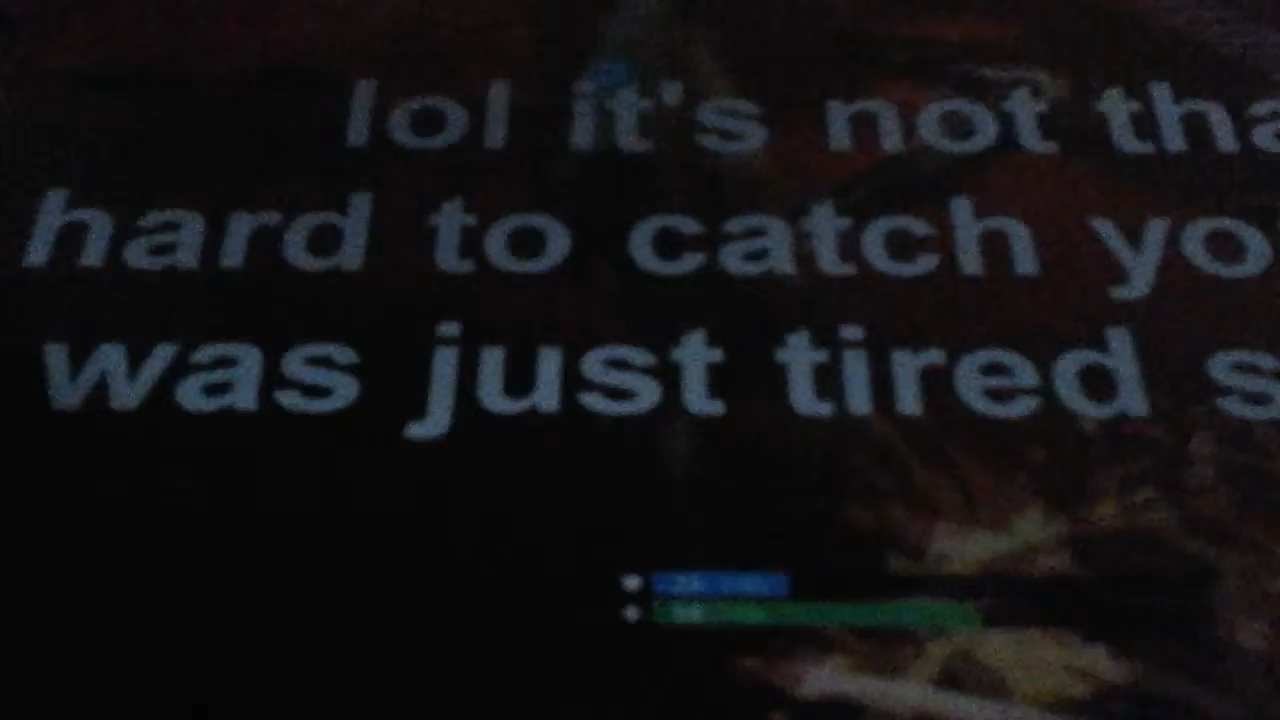 lol it's not tha
hard to catch yo
was just tired s